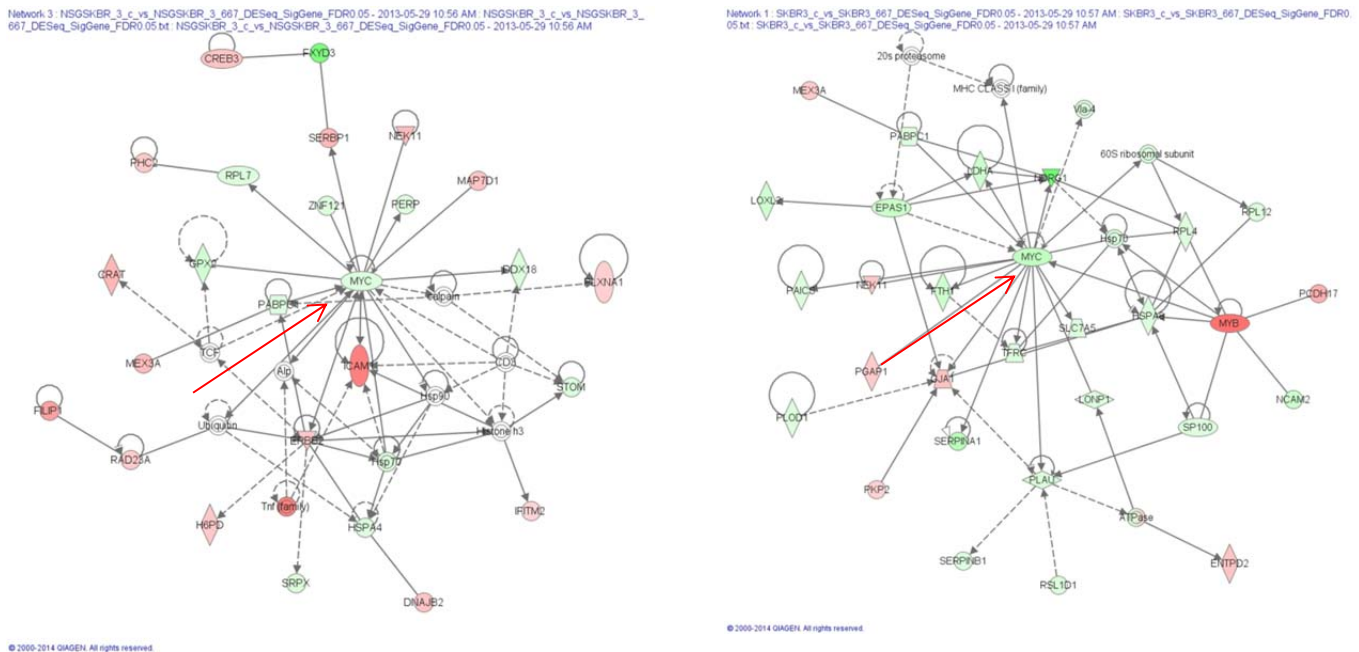 Network 3 : NSGSKBR_3_c_vs_NSGSKBR_3_667_DESeq_SigGene_FDR0.05 - 2013-05-29 10:56 AM : NSGSKBR_3_c_vs_NSGSKBR_3_
667_DESeq_SigGene_FDR0.05.txt : NSGSKBR_3_c_vs_NSGSKBR_3_667_DESeq_SigGene_FDR0.05 - 2013-05-29 10:56 AM
CREB3
FXYD3
SERBP1
NEK11
PHC2
RPL7
MAP7D1
ZNF121
PERP
GPX2
DDX18
CRAT
MYC
PLXNA1
PABPC1
Calpain
TCF
MEX3A
Alp
ICAM1
CD3
STOM
Hsp90
FILIP1
Ubiquitin
ERBB2
Histone h3
RAD23A
Hsp70
H6PD
Tnf (family)
HSPA4
IFITM2
SRPX
DNAJB2
© 2000-2014 QIAGEN. All rights reserved.
Network 1 : SKBR3_c_vs_SKBR3_667_DESeq_SigGene_FDR0.05 - 2013-05-29 10:57 AM : SKBR3_c_vs_SKBR3_667_DESeq_SigGene_FDR0.
05.txt : SKBR3_c_vs_SKBR3_667_DESeq_SigGene_FDR0.05 - 2013-05-29 10:57 AM
20s proteasome
MHC CLASS I (family)
MEX3A
Vla-4
PABPC1
60S ribosomal subunit
LDHA
NDRG1
LOXL2
EPAS1
RPL12
RPL4
Hsp70
MYC
PAICS
NEK11
FTH1
PCDH17
HSPA4
MYB
SLC7A5
TFRC
PGAP1
GJA1
LONP1
NCAM2
PLOD1
SP100
SERPINA1
PLAU
PKP2
ATPase
SERPINB1
RSL1D1
ENTPD2
© 2000-2014 QIAGEN. All rights reserved.